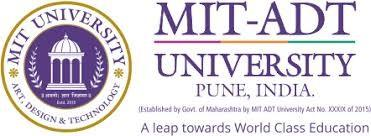 MIT UNIVERSITY
ART, DESIGN & TECHNOLOGY
MIT-ADT
UNIVERSITY
PUNE, INDIA.
(Established by Govt. of Maharashtra by MIT ADT University Act No. XXXIX of 2015)
A leap towards World Class Education